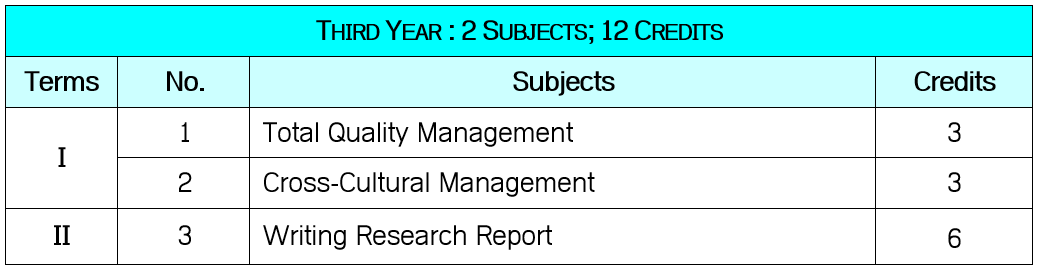 THIRD YEAR : 2 SUBJECTS; 12 CREDITS
Terms No. Subjects Credits
I 1 Total Quality Management 3
2 Cross-Cultural Management 3
II 3 Writing Research Report 6